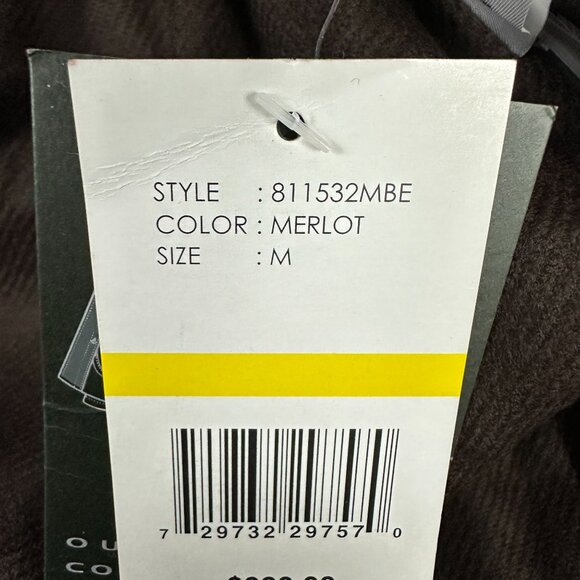 STYLE : 811532MBE
COLOR : MERLOT
SIZE : M
7 29732 29757 0
O U
C O